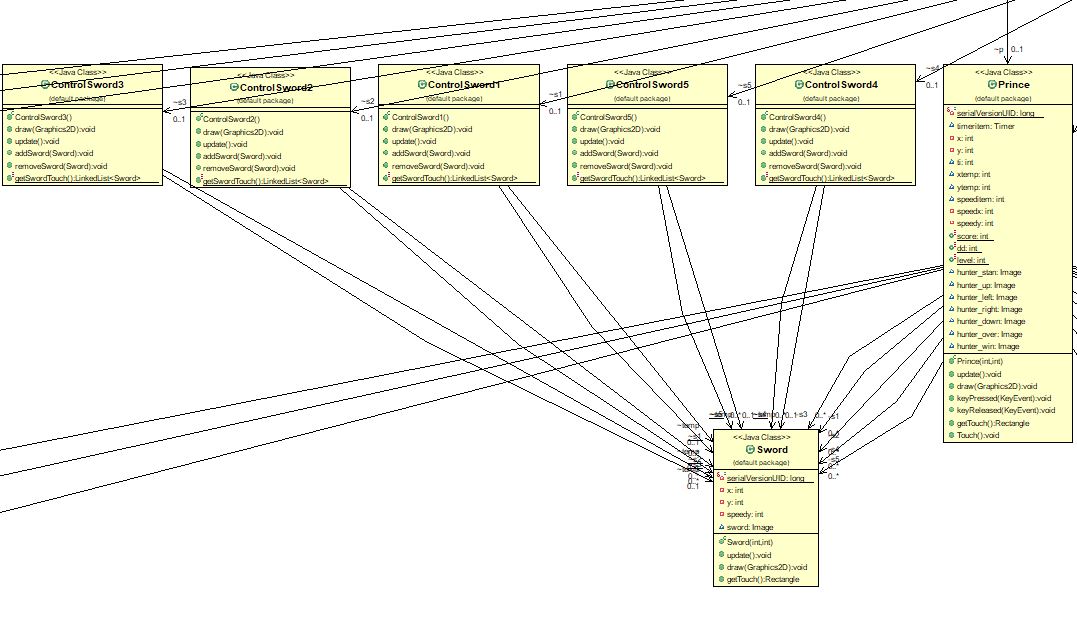 ~p 0..1
<<Java Class>>
ControlSword3
(default package)
ControlSword3()
draw(Graphics2D):void
update():void
addSword(Sword):void
removeSword(Sword):void
getSwordTouch():LinkedList<Sword>
~s3
0..1
<<Java Class>>
ControlSword2
(default package)
ControlSword2()
draw(Graphics2D):void
update():void
addSword(Sword):void
removeSword(Sword):void
getSwordTouch():LinkedList<Sword>
~s2
0..1
<<Java Class>>
ControlSword1
(default package)
ControlSword1()
draw(Graphics2D):void
update():void
addSword(Sword):void
removeSword(Sword):void
getSwordTouch():LinkedList<Sword>
~s1
0..1
<<Java Class>>
ControlSword5
(default package)
ControlSword5()
draw(Graphics2D):void
update():void
addSword(Sword):void
removeSword(Sword):void
getSwordTouch():LinkedList<Sword>
~s5
0..1
<<Java Class>>
ControlSword4
(default package)
ControlSword4()
draw(Graphics2D):void
update():void
addSword(Sword):void
removeSword(Sword):void
getSwordTouch():LinkedList<Sword>
~s4
0..1
<<Java Class>>
Prince
(default package)
serialVersionUID: long
timeritem: Timer
x: int
y: int
ti: int
xtemp: int
ytemp: int
speeditem: int
speedx: int
speedy: int
score: int
dd: int
level: int
hunter_stan: Image
hunter_up: Image
hunter_left: Image
hunter_right: Image
hunter_down: Image
hunter_over: Image
hunter_win: Image
Prince(int,int)
update():void
draw(Graphics2D):void
keyPressed(KeyEvent):void
keyReleased(KeyEvent):void
getTouch():Rectangle
Touch():void
~s3 0..* ~s1
~temp
~s1
0..1
0..1
0..*
<<Java Class>>
Sword
(default package)
serialVersionUID: long
x: int
y: int
speedy: int
sword: Image
Sword(int,int)
update():void
draw(Graphics2D):void
getTouch():Rectangle